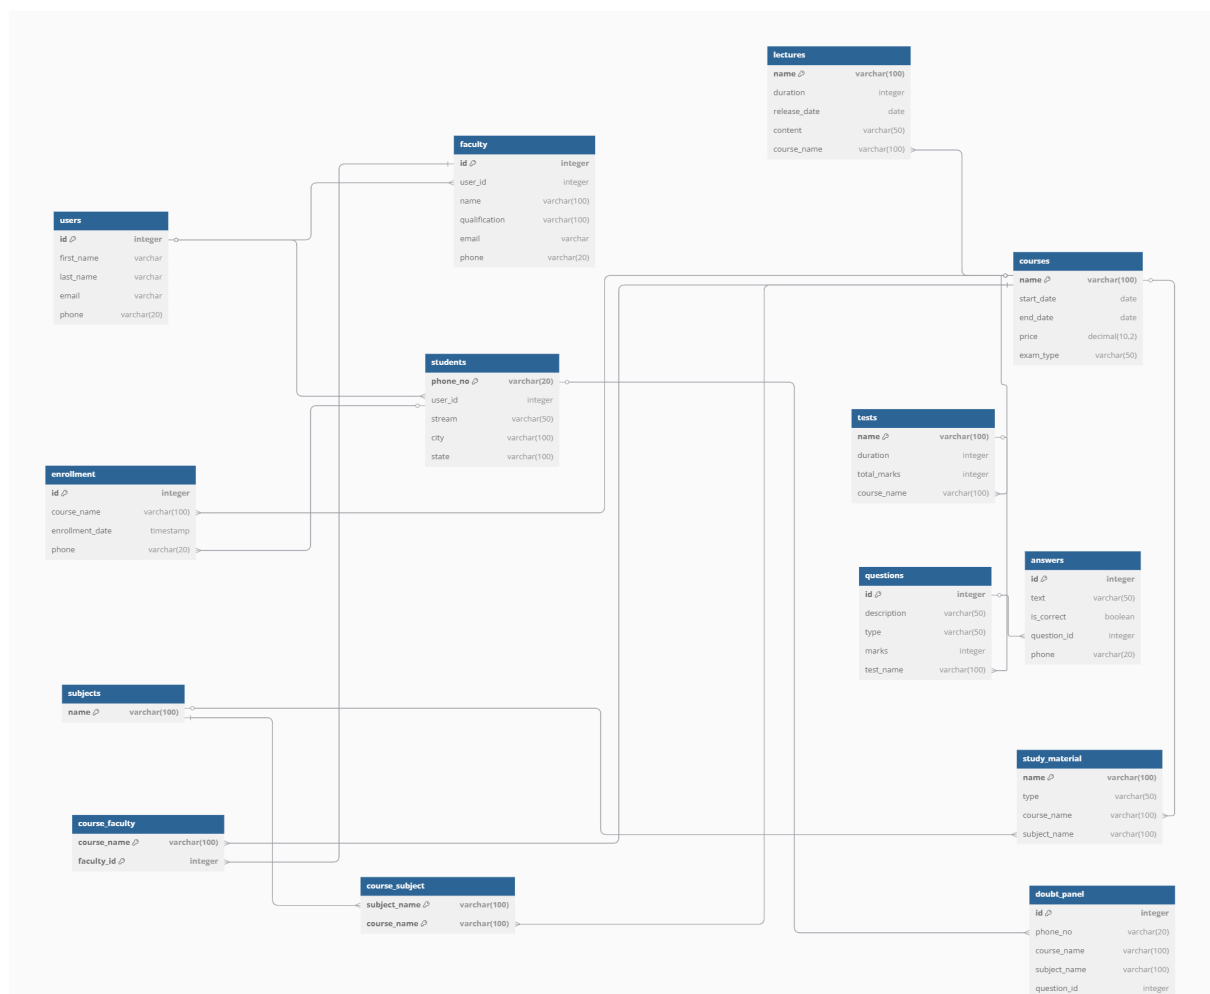 lectures
name varchar(100)
duration integer
release_date date
content varchar(50)
course_name varchar(100)
faculty
id integer
user_id integer
name varchar(100)
qualification varchar(100)
email varchar
phone varchar(20)
users
id integer
first_name varchar
last_name varchar
email varchar
phone varchar(20)
courses
name varchar(100)
start_date date
end_date date
price decimal(10,2)
exam_type varchar(50)
students
phone_no varchar(20)
user_id integer
stream varchar(50)
city varchar(100)
state varchar(100)
tests
name varchar(100)
duration integer
total_marks integer
course_name varchar(100)
enrollment
id integer
course_name varchar(100)
enrollment_date timestamp
phone varchar(20)
answers
id integer
text varchar(50)
is_correct boolean
question_id integer
phone varchar(20)
questions
id integer
description varchar(50)
type varchar(50)
marks integer
test_name varchar(100)
subjects
name varchar(100)
study_material
name varchar(100)
type varchar(50)
course_name varchar(100)
subject_name varchar(100)
course_faculty
course_name varchar(100)
faculty_id integer
course_subject
subject_name varchar(100)
course_name varchar(100)
doubt_panel
id integer
phone_no varchar(20)
course_name varchar(100)
subject_name varchar(100)
question_id integer